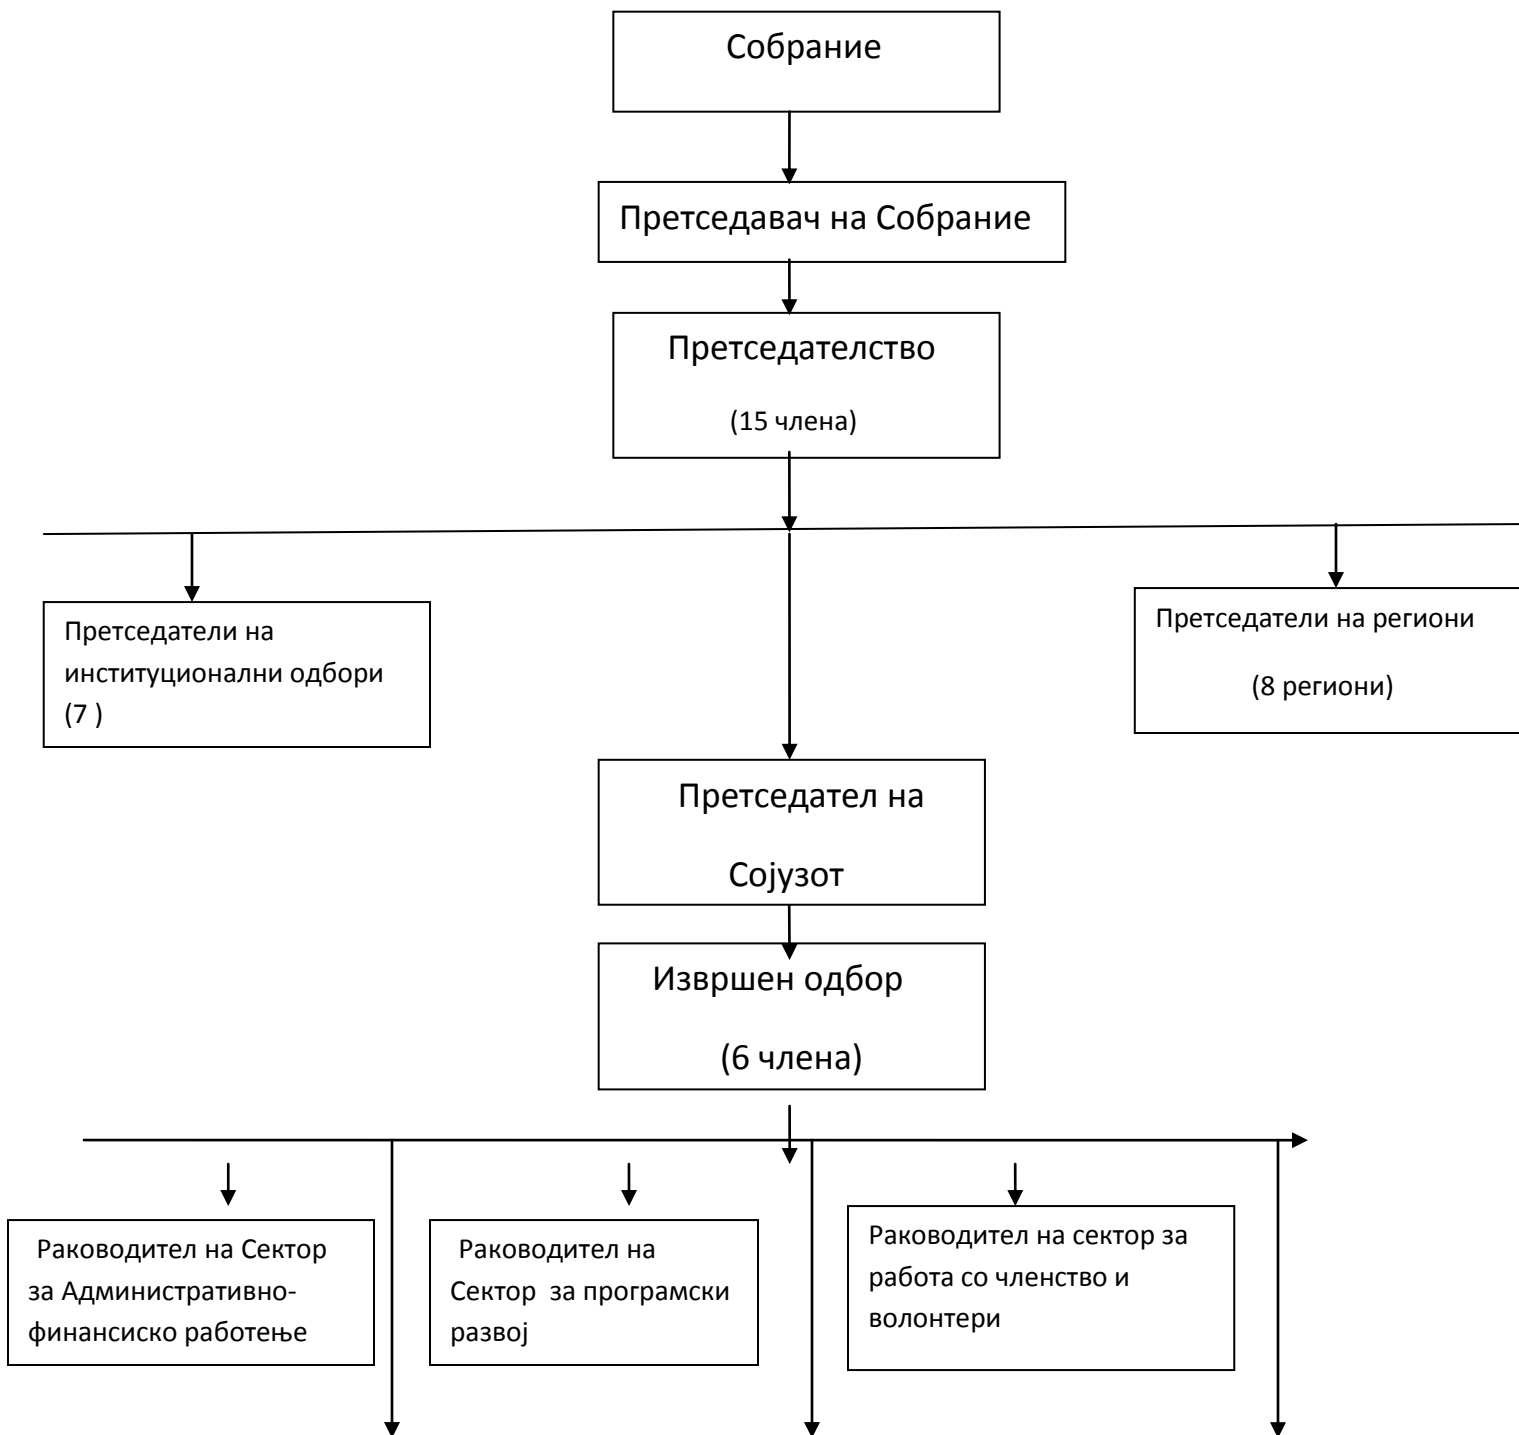 Собрание
Претседавач на Собрание
Претседателство
(15 члена)
Претседатели на
институционални одбори
(7 )
Претседатели на региони
(8 региони)
Претседател на
Сојузот
Извршен одбор
(6 члена)
Раководител на Сектор
за Административно-
финансиско работење
Раководител на
Сектор  за програмски
развој
Раководител на сектор за
работа со членство и
волонтери